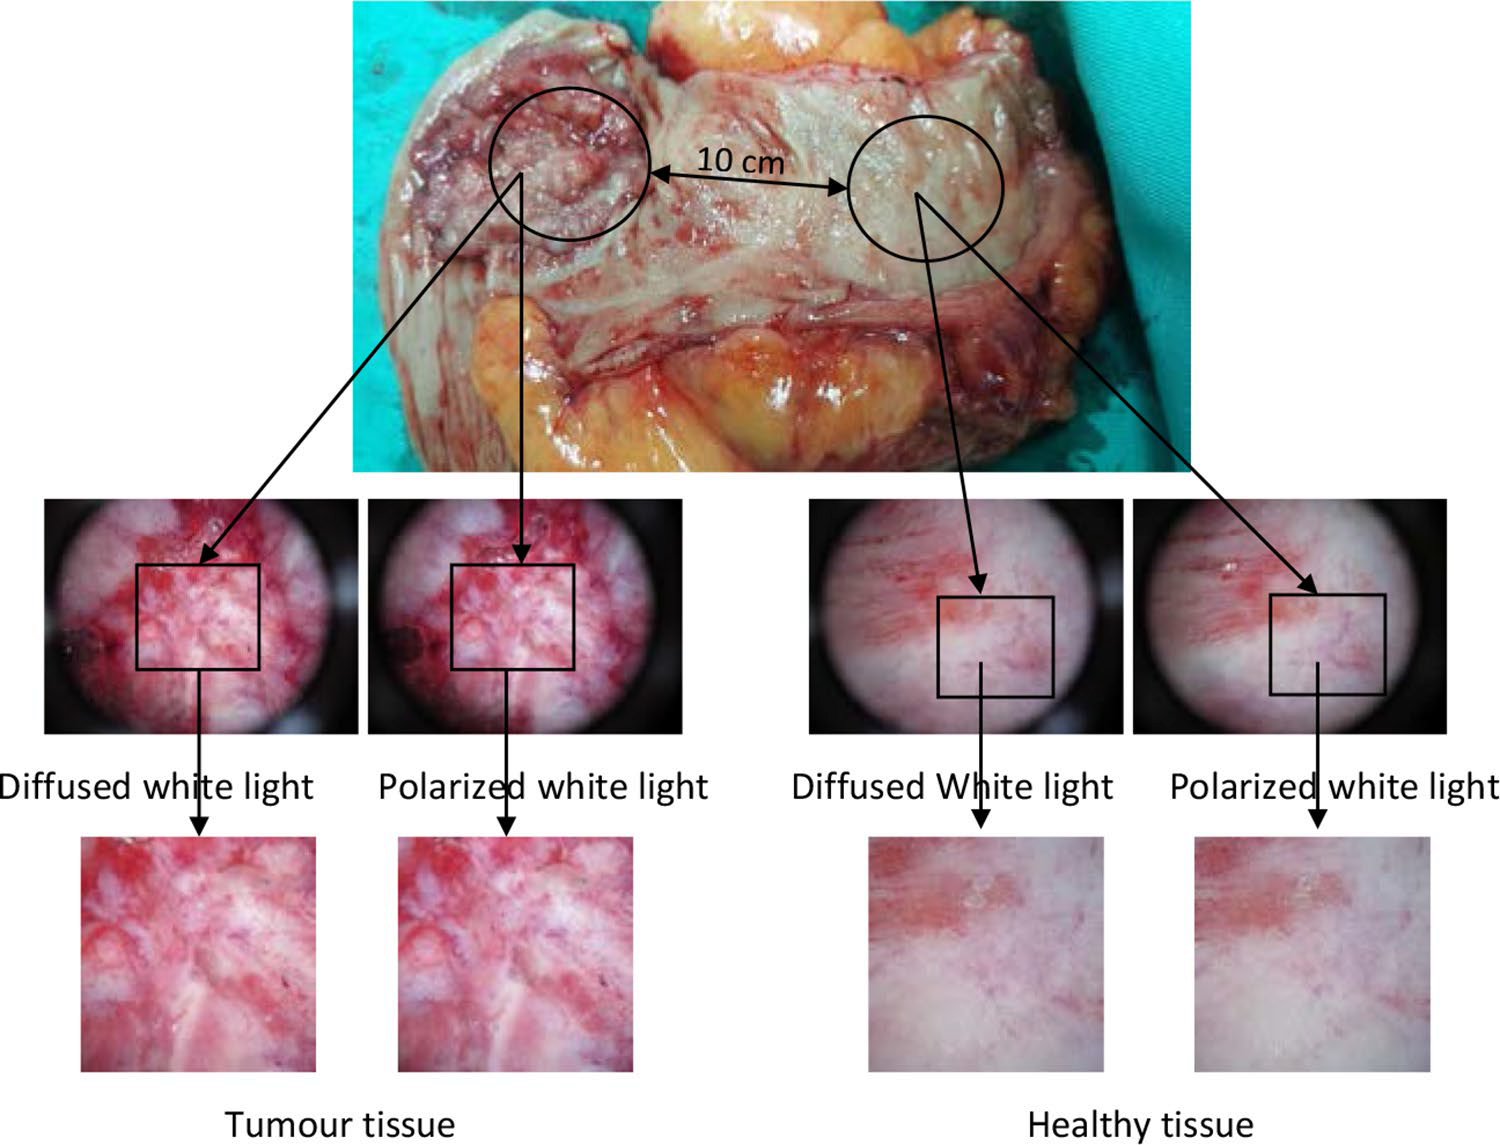 10 cm
Diffused white light
Polarized white light
Diffused White light
Polarized white light
Tumour tissue
Healthy tissue